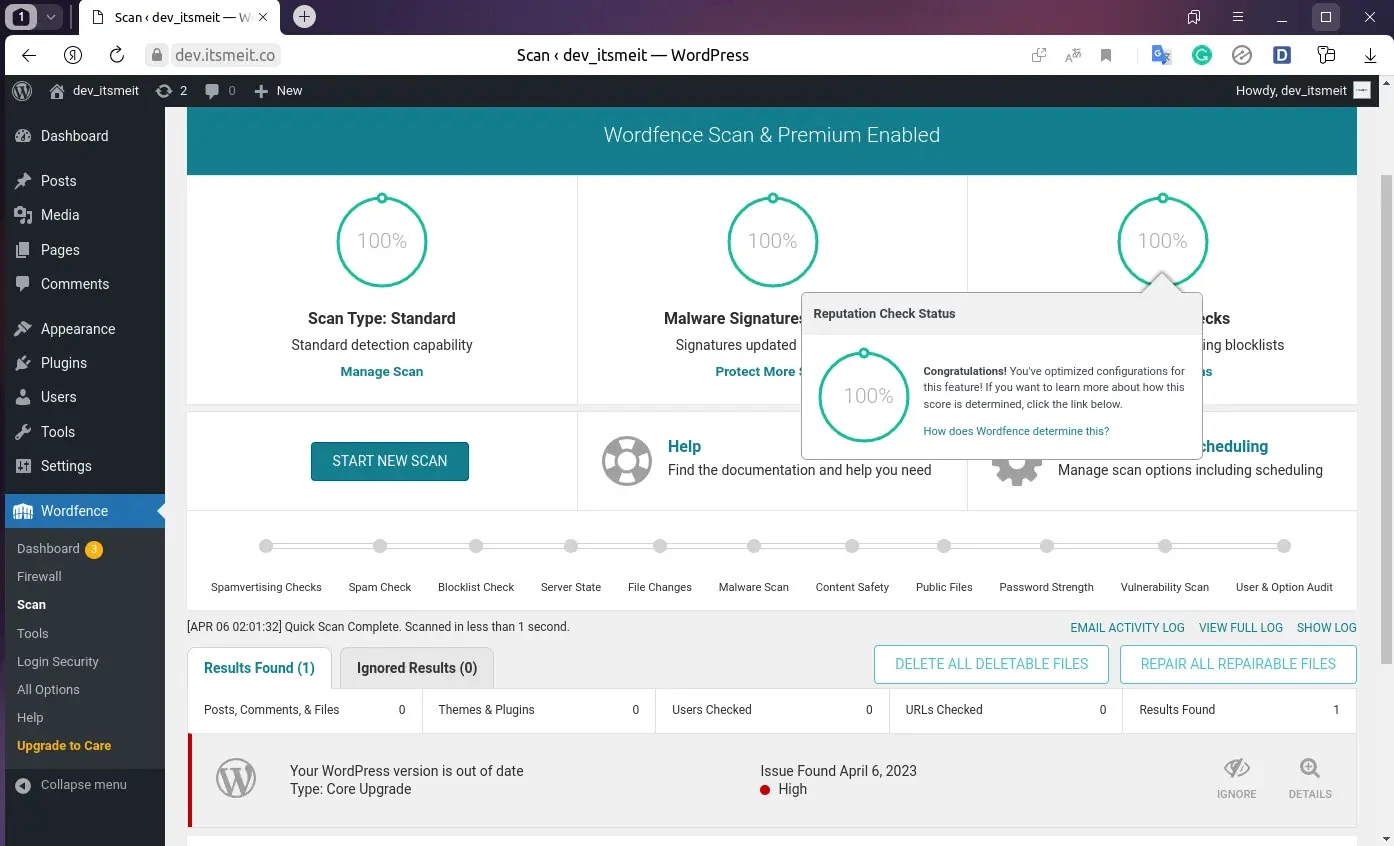 1
Scan ‹ dev_itsmeit — W
dev.itsmeit.co
Scan ‹ dev_itsmeit — WordPress
dev_itsmeit
2
0
New
Howdy, dev_itsmeit
Dashboard
Posts
Media
Pages
Comments
Appearance
Plugins
Users
Tools
Settings
Wordfence
Dashboard 3
Firewall
Scan
Tools
Login Security
All Options
Help
Upgrade to Care
Collapse menu
Wordfence Scan & Premium Enabled
100%
Scan Type: Standard
Standard detection capability
Manage Scan
100%
Malware Signatures
Signatures updated
Protect More
100%
Reputation Check Status
100%
Congratulations! You've optimized configurations for
this feature! If you want to learn more about how this
score is determined, click the link below.
How does Wordfence determine this?
ing blocklists
START NEW SCAN
Help
Find the documentation and help you need
cheduling
Manage scan options including scheduling
Spamvertising Checks
Spam Check
Blocklist Check
Server State
File Changes
Malware Scan
Content Safety
Public Files
Password Strength
Vulnerability Scan
User & Option Audit
[APR 06 02:01:32] Quick Scan Complete. Scanned in less than 1 second.
EMAIL ACTIVITY LOG
VIEW FULL LOG
SHOW LOG
Results Found (1)
Ignored Results (0)
DELETE ALL DELETABLE FILES
REPAIR ALL REPAIRABLE FILES
Posts, Comments, & Files 0
Themes & Plugins 0
Users Checked 0
URLs Checked 0
Results Found 1
Your WordPress version is out of date
Type: Core Upgrade
Issue Found April 6, 2023
High
IGNORE
DETAILS